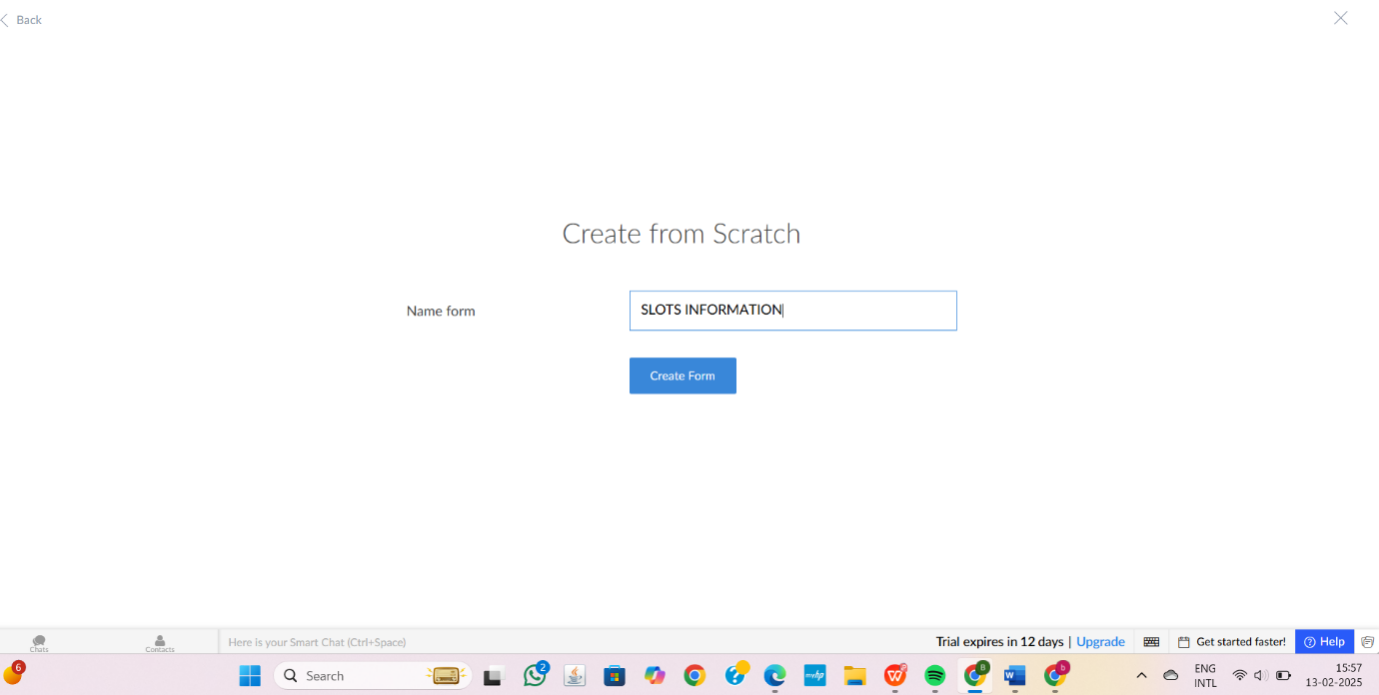 Back
Create from Scratch
Name form
SLOTS INFORMATION
Create Form
Chats
Contacts
Here is your Smart Chat (Ctrl+Space)
Trial expires in 12 days | Upgrade
Get started faster!
Help
6
Search
2
B
b
ENG
INTL
15:57
13-02-2025